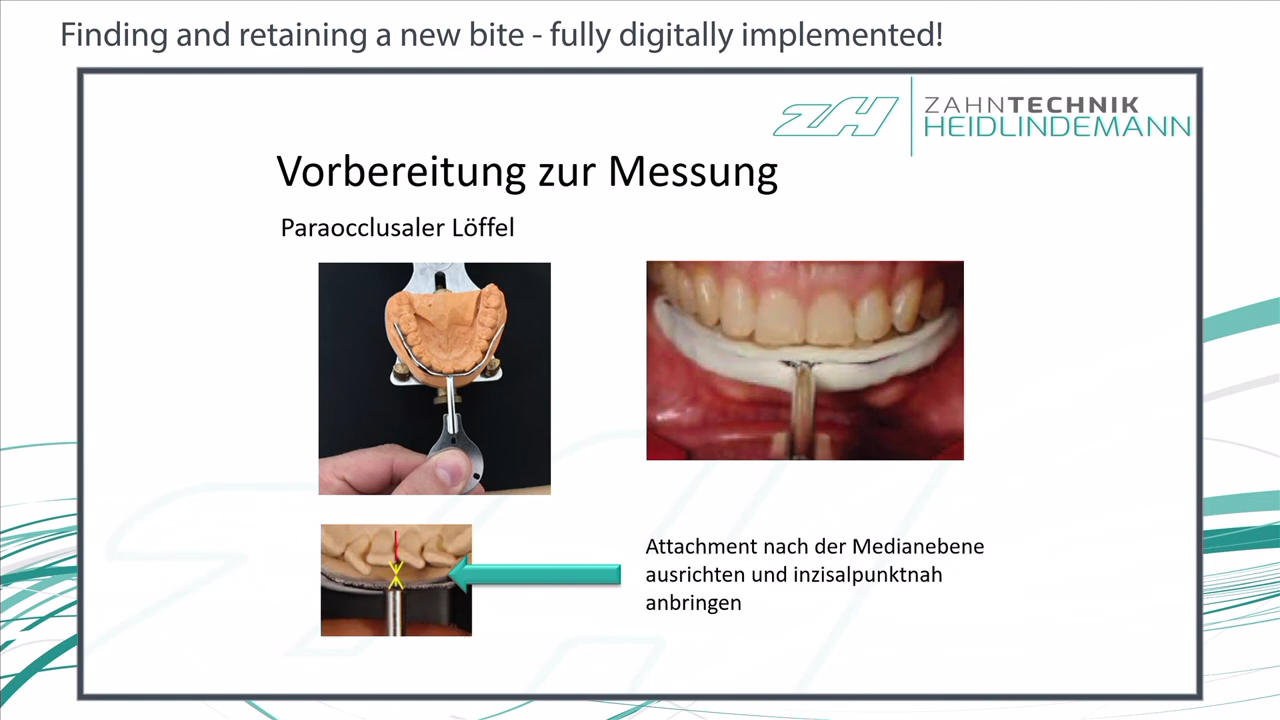 Finding and retaining a new bite - fully digitally implemented!
ZH
ZAHNTECHNIK
HEIDLINDEMANN
Vorbereitung zur Messung
Paraocclusaler Löffel
Attachment nach der Medianebene
ausrichten und inzisalpunktnah
anbringen